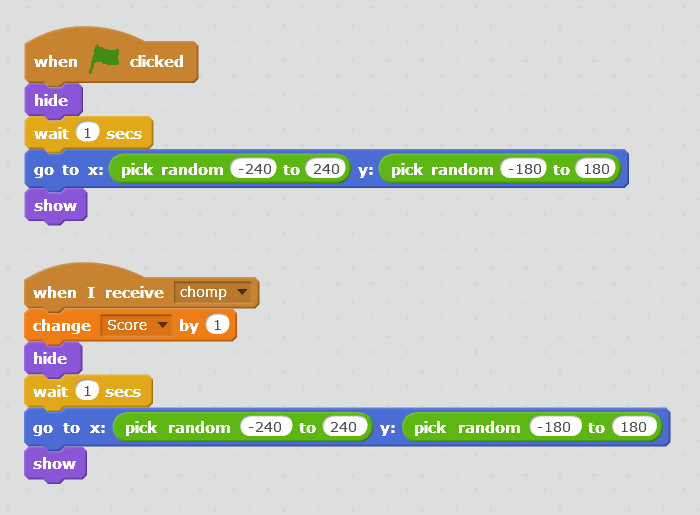 when clicked
hide
wait 1 secs
go to x: pick random -240 to 240 y: pick random -180 to 180
show
when I receive chomp
change Score by 1
hide
wait 1 secs
go to x: pick random -240 to 240 y: pick random -180 to 180
show